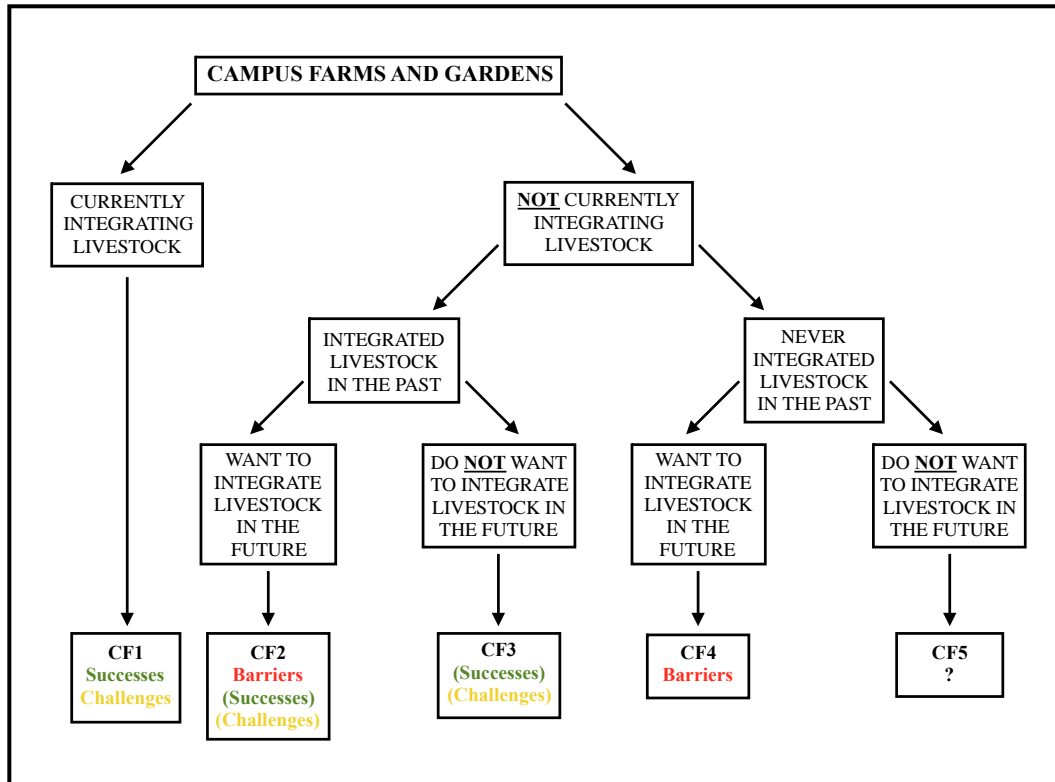 CAMPUS FARMS AND GARDENS
CURRENTLY
INTEGRATING
LIVESTOCK
NOT CURRENTLY
INTEGRATING
LIVESTOCK
INTEGRATED
LIVESTOCK
IN THE PAST
NEVER
INTEGRATED
LIVESTOCK
IN THE PAST
WANT TO
INTEGRATE
LIVESTOCK
IN THE
FUTURE
DO NOT WANT
TO INTEGRATE
LIVESTOCK IN
THE FUTURE
WANT TO
INTEGRATE
LIVESTOCK
IN THE
FUTURE
DO NOT WANT
TO INTEGRATE
LIVESTOCK IN
THE FUTURE
CF1
Successes
Challenges
CF2
Barriers
(Successes)
(Challenges)
CF3
(Successes)
(Challenges)
CF4
Barriers
CF5
?